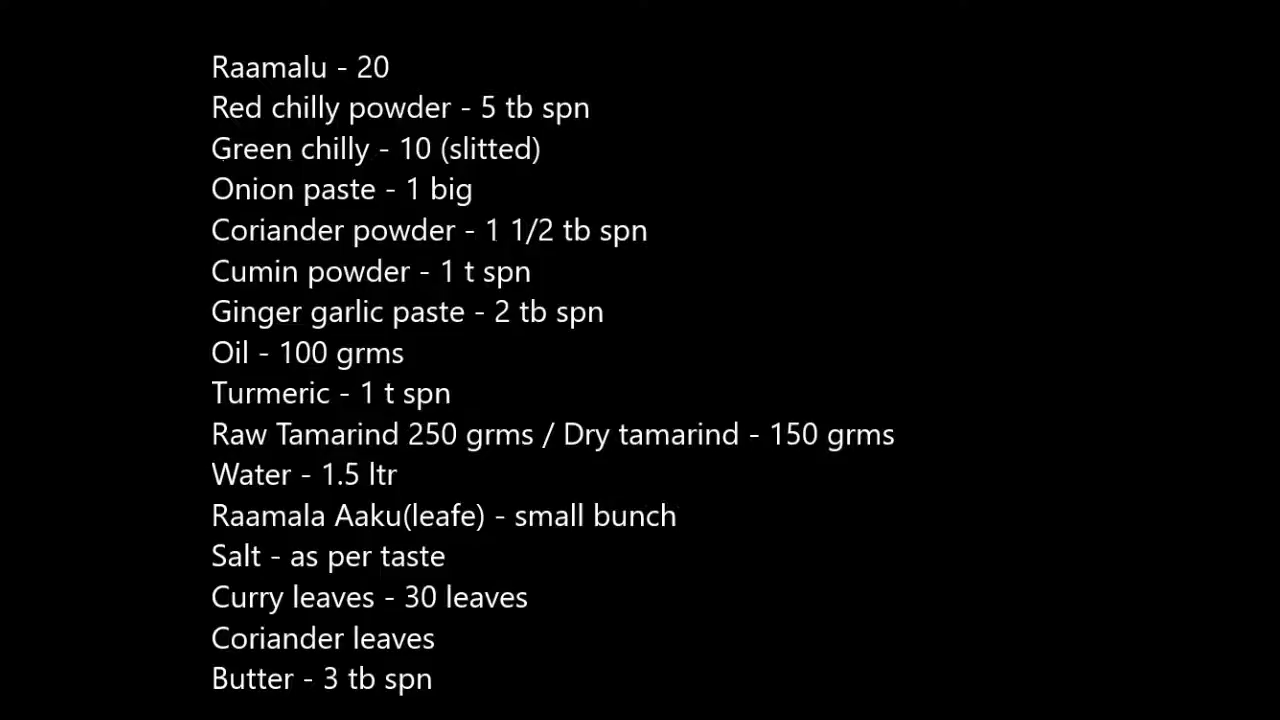 Raamalu - 20
Red chilly powder - 5 tb spn
Green chilly - 10 (slitted)
Onion paste - 1 big
Coriander powder - 1 1/2 tb spn
Cumin powder - 1 t spn
Ginger garlic paste - 2 tb spn
Oil - 100 grms
Turmeric - 1 t spn
Raw Tamarind 250 grms / Dry tamarind - 150 grms
Water - 1.5 ltr
Raamala Aaku(leafe) - small bunch
Salt - as per taste
Curry leaves - 30 leaves
Coriander leaves
Butter - 3 tb spn